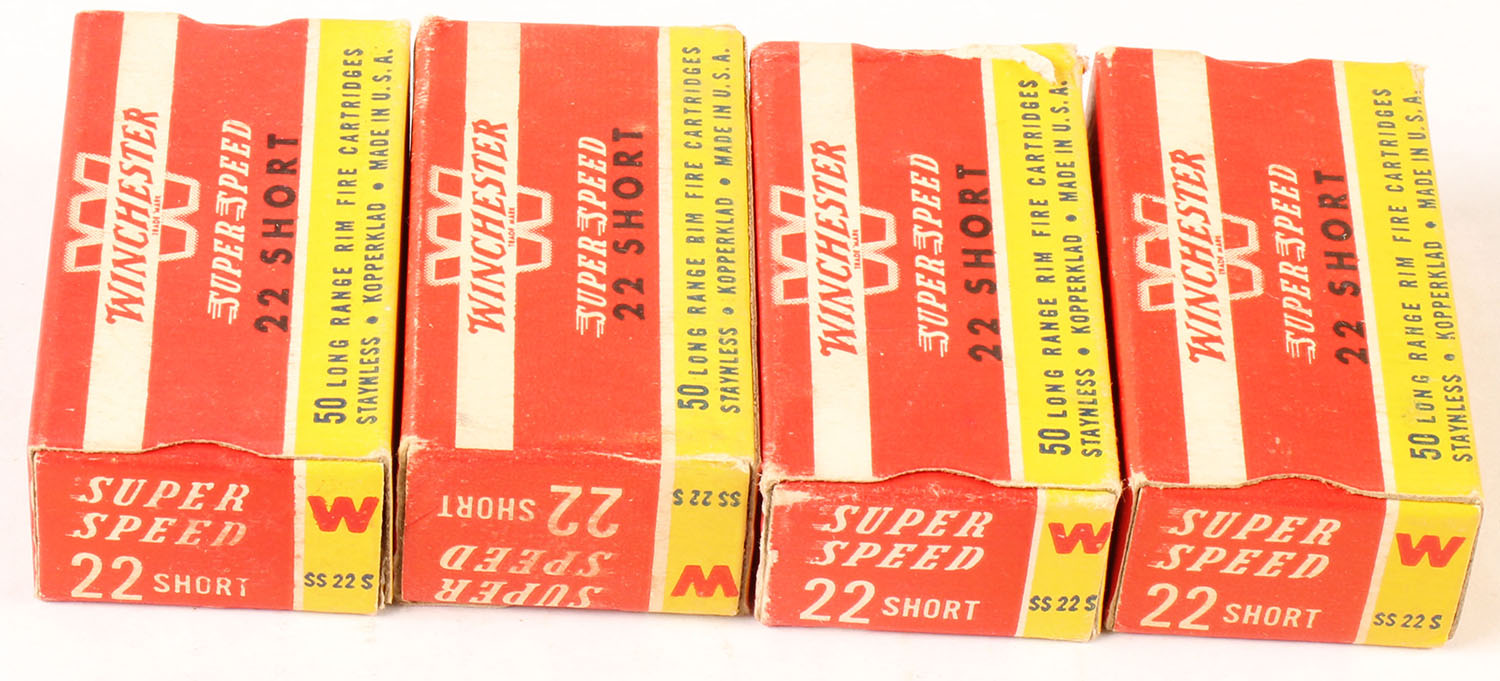 WINCHESTER
TRADE MARK
SUPER SPEED
22 SHORT
50 LONG RANGE RIM FIRE CARTRIDGES
STAYNLESS • KOPPERKLAD • MADE IN U.S.A.
SUPER
SPEED
22 SHORT
W
SS 22 S
WINCHESTER
TRADE MARK
SUPER SPEED
22 SHORT
50 LONG RANGE RIM FIRE CARTRIDGES
STAYNLESS • KOPPERKLAD • MADE IN U.S.A.
SUPER
SPEED
22 SHORT
W
SS 22 S
WINCHESTER
TRADE MARK
SUPER SPEED
22 SHORT
50 LONG RANGE RIM FIRE CARTRIDGES
STAYNLESS • KOPPERKLAD • MADE IN U.S.A.
SUPER
SPEED
22 SHORT
W
SS 22 S
WINCHESTER
TRADE MARK
SUPER SPEED
22 SHORT
50 LONG RANGE RIM FIRE CARTRIDGES
STAYNLESS • KOPPERKLAD • MADE IN U.S.A.
SUPER
SPEED
22 SHORT
W
SS 22 S